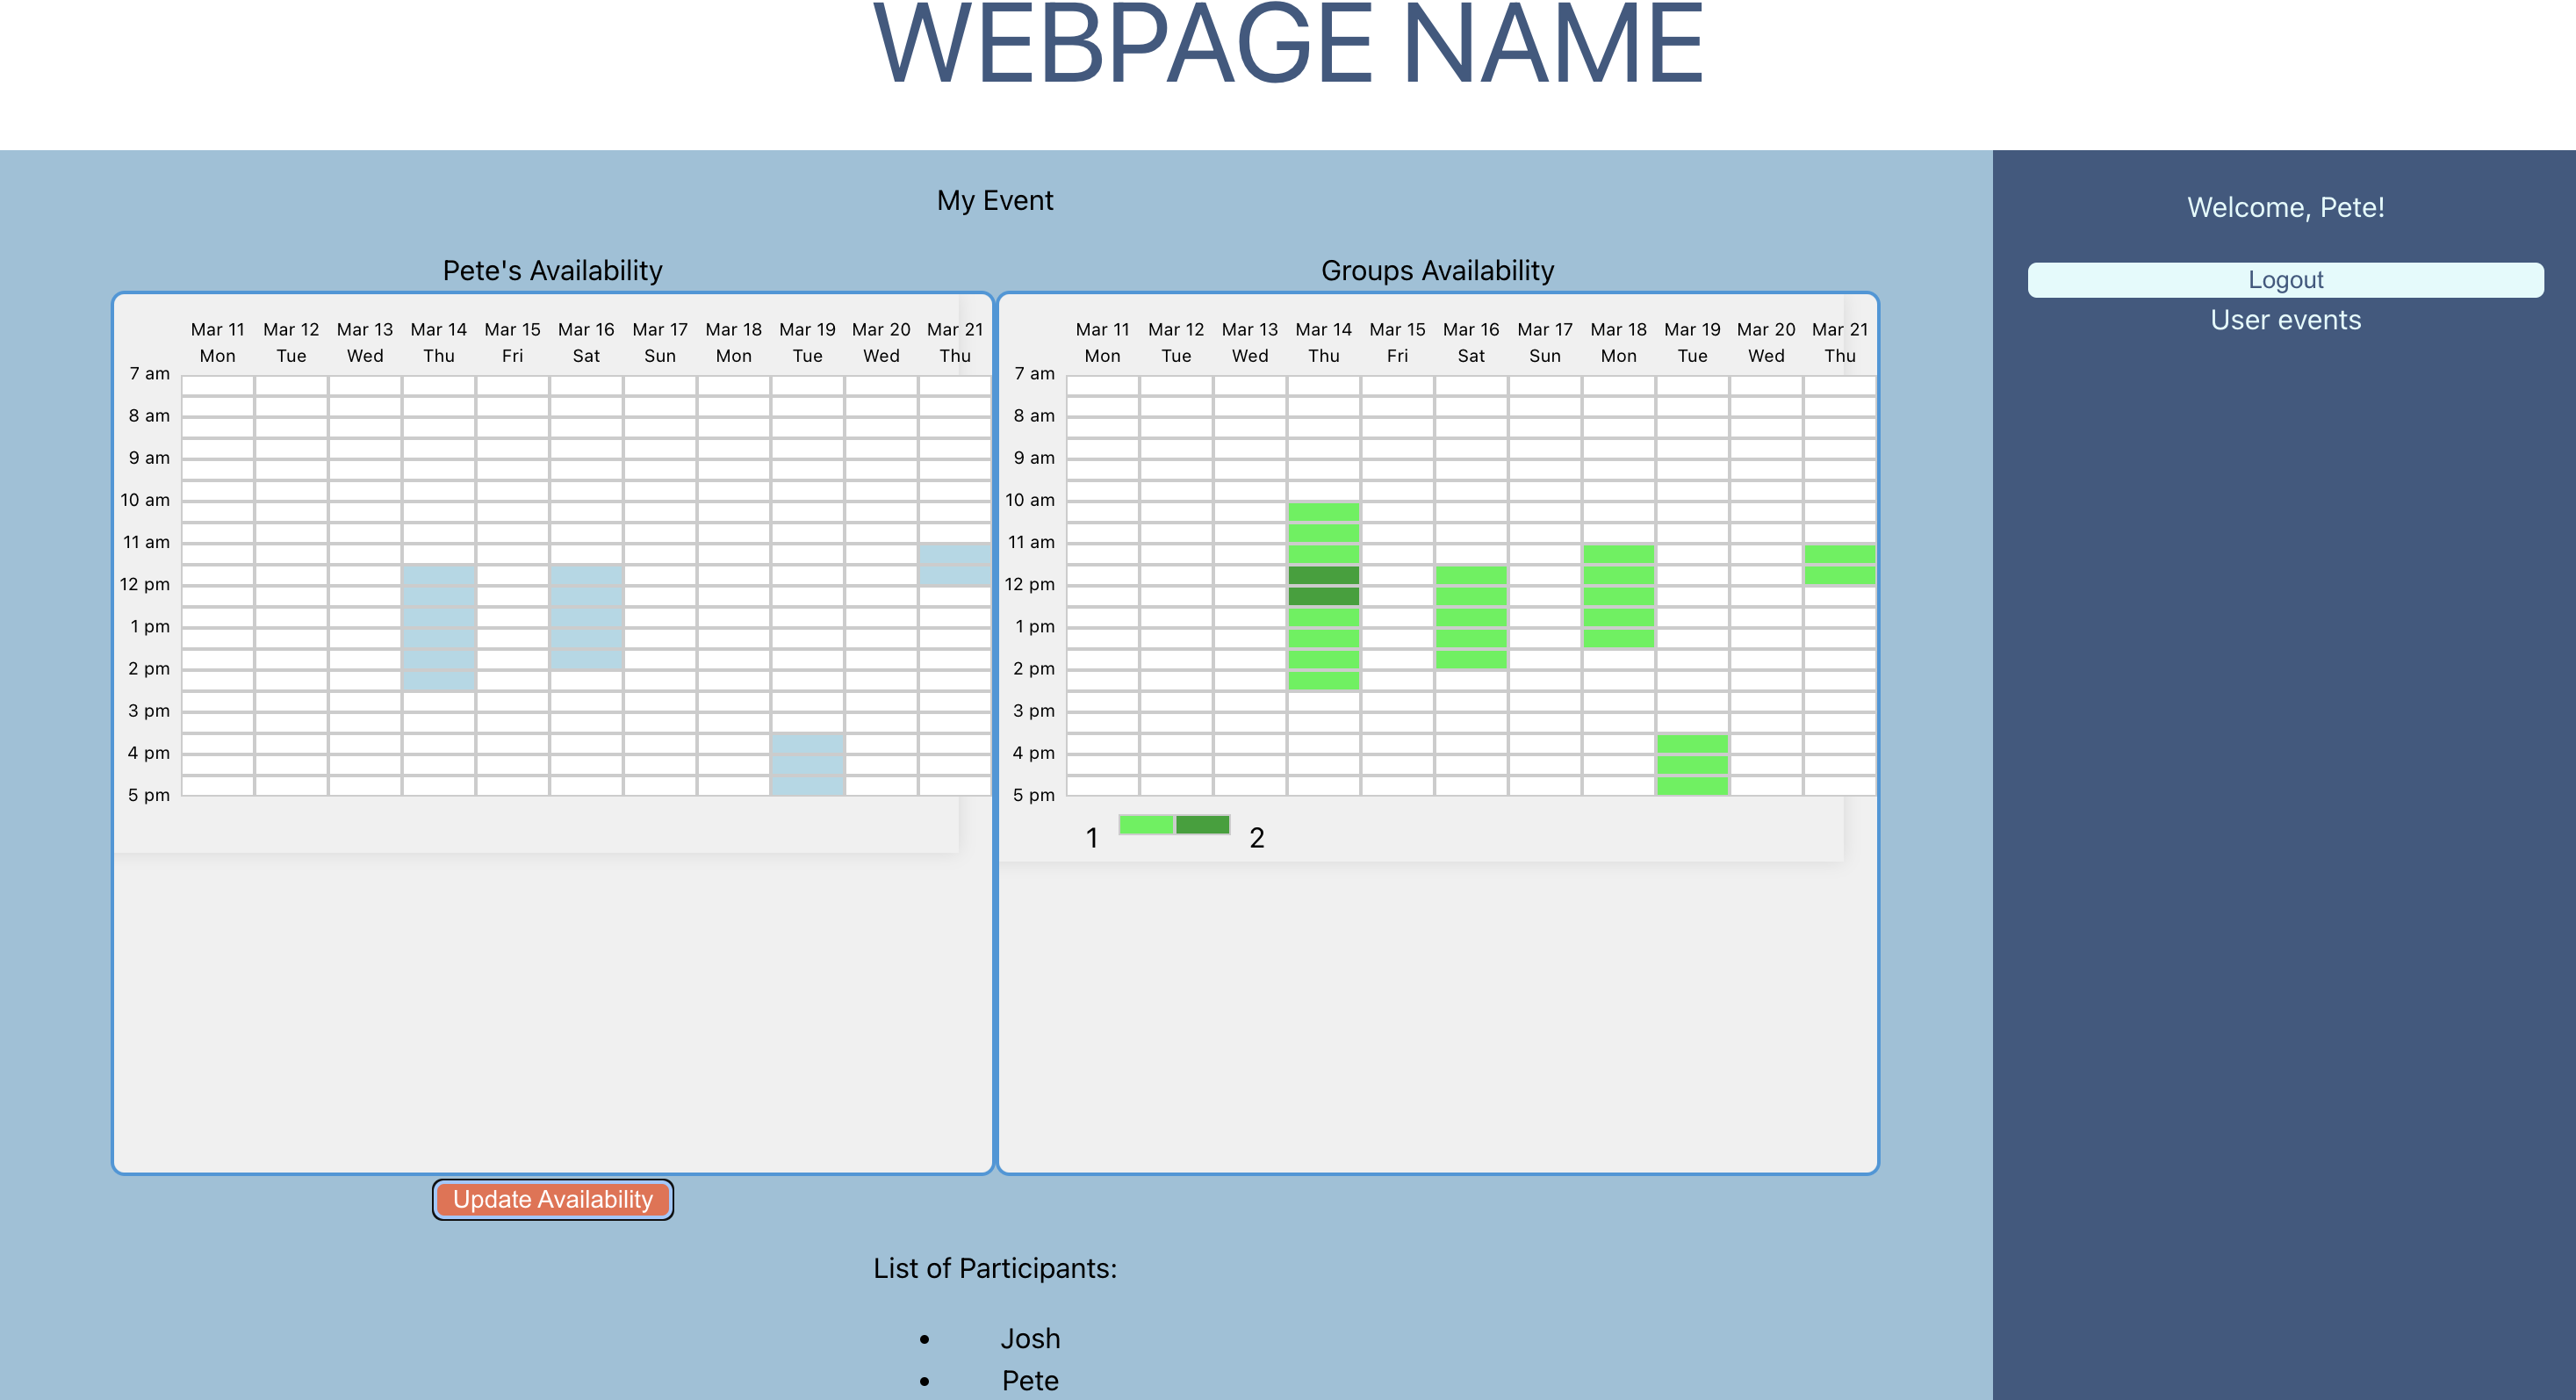 WEBPAGE NAME
My Event
Welcome, Pete!
Logout
User events
Pete's Availability
Mar 11 Mar 12 Mar 13 Mar 14 Mar 15 Mar 16 Mar 17 Mar 18 Mar 19 Mar 20 Mar 21
Mon Tue Wed Thu Fri Sat Sun Mon Tue Wed Thu
7 am
8 am
9 am
10 am
11 am
12 pm
1 pm
2 pm
3 pm
4 pm
5 pm
Groups Availability
Mar 11 Mar 12 Mar 13 Mar 14 Mar 15 Mar 16 Mar 17 Mar 18 Mar 19 Mar 20 Mar 21
Mon Tue Wed Thu Fri Sat Sun Mon Tue Wed Thu
7 am
8 am
9 am
10 am
11 am
12 pm
1 pm
2 pm
3 pm
4 pm
5 pm
1 2
Update Availability
List of Participants:
• Josh
• Pete